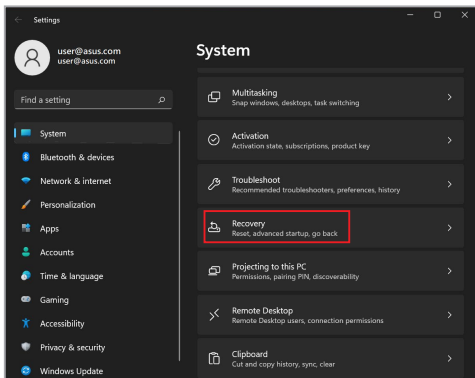 Settings
user@asus.com
user@asus.com
Find a setting
System
Bluetooth & devices
Network & internet
Personalization
Apps
Accounts
Time & language
Gaming
Accessibility
Privacy & security
Windows Update
System
Multitasking
Snap windows, desktops, task switching
Activation
Activation state, subscriptions, product key
Troubleshoot
Recommended troubleshooters, preferences, history
Recovery
Reset, advanced startup, go back
Projecting to this PC
Permissions, pairing PIN, discoverability
Remote Desktop
Remote Desktop users, connection permissions
Clipboard
Cut and copy history, sync, clear